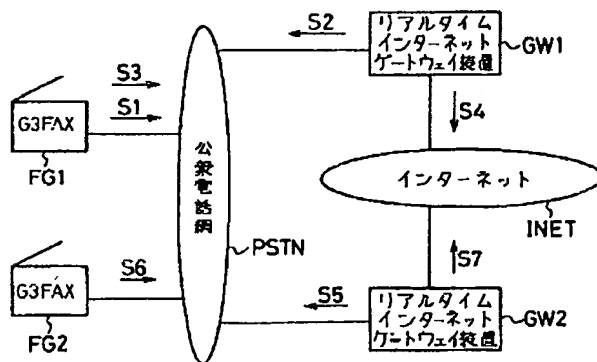 S2
リアルタイム
インターネット
ゲートウェイ装置
GW1
S3
S1
G3FAX
FG1
S4
公衆電話網
インターネット
INET
PSTN
S7
S6
G3FAX
FG2
S5
リアルタイム
インターネット
ゲートウェイ装置
GW2